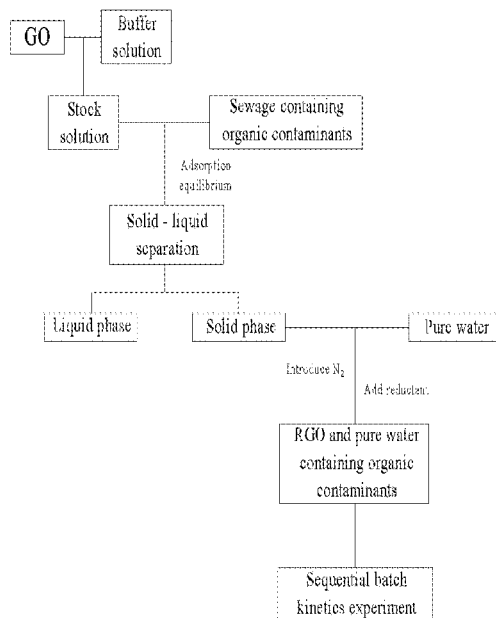 GO
Buffer
solution
Stock
solution
Sewage containing
organic contaminants
Adsorption
equilibrium
Solid - liquid
separation
Liquid phase
Solid phase
Pure water
Introduce N₂
Add reductant
RGO and pure water
containing organic
contaminants
Sequential batch
kinetics experiment